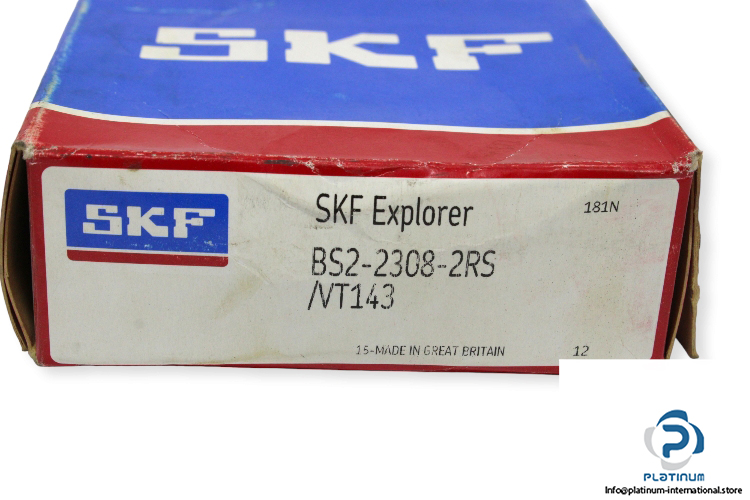 SKF
SKF
SKF Explorer
181N
BS2-2308-2RS
/VT143
15-MADE IN GREAT BRITAIN
12
PLATINUM
Info@platinum-international.store